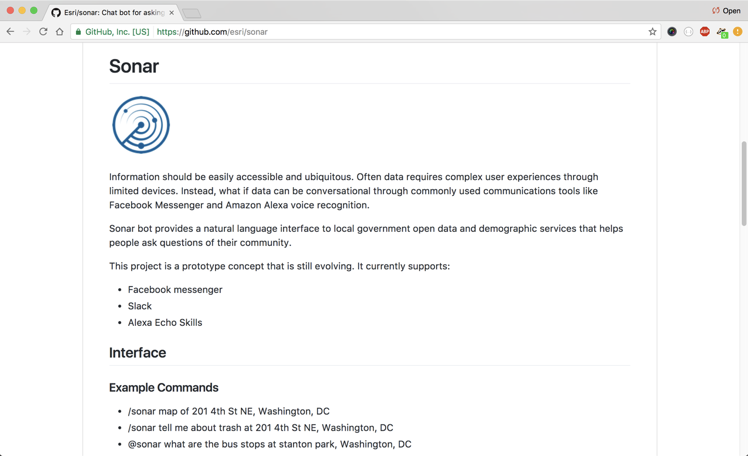 Esri/sonar: Chat bot for asking
Open
GitHub, Inc. [US] https://github.com/esri/sonar
ABP
Sonar
Information should be easily accessible and ubiquitous. Often data requires complex user experiences through
limited devices. Instead, what if data can be conversational through commonly used communications tools like
Facebook Messenger and Amazon Alexa voice recognition.
Sonar bot provides a natural language interface to local government open data and demographic services that helps
people ask questions of their community.
This project is a prototype concept that is still evolving. It currently supports:
• Facebook messenger
• Slack
• Alexa Echo Skills
Interface
Example Commands
• /sonar map of 201 4th St NE, Washington, DC
• /sonar tell me about trash at 201 4th St NE, Washington, DC
• @sonar what are the bus stops at stanton park, Washington, DC